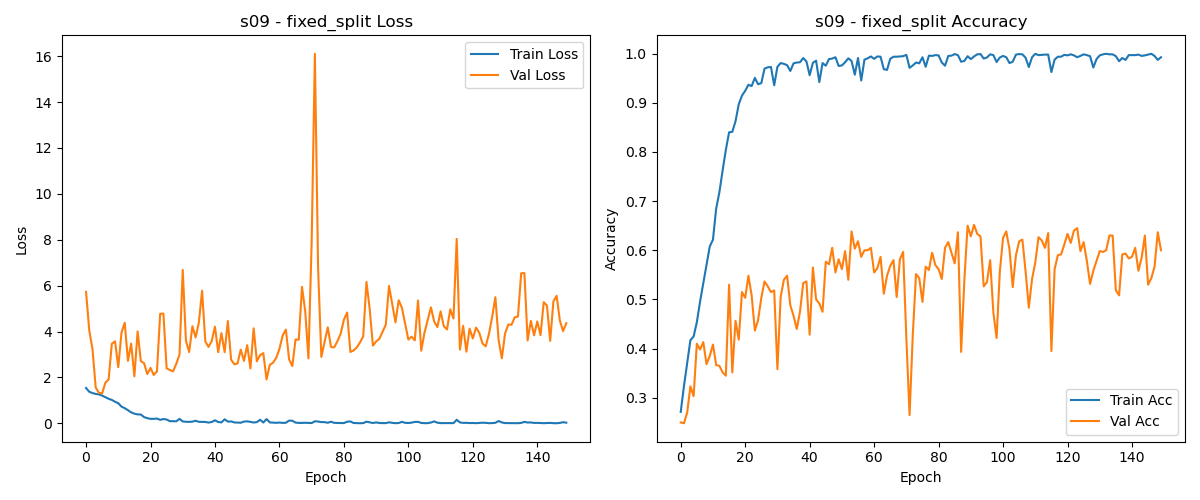 s09 - fixed_split Loss
Loss
16
14
12
10
8
6
4
2
0
Train Loss
Val Loss
0 20 40 60 80 100 120 140
Epoch
s09 - fixed_split Accuracy
Accuracy
1.0
0.9
0.8
0.7
0.6
0.5
0.4
0.3
Train Acc
Val Acc
0 20 40 60 80 100 120 140
Epoch